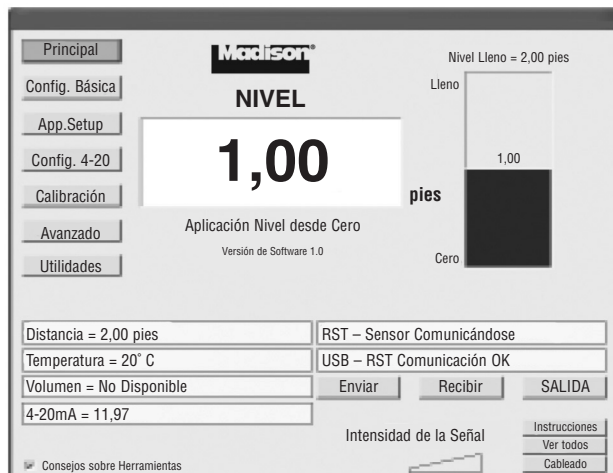 Principal
Config. Básica
App.Setup
Config. 4-20
Calibración
Avanzado
Utilidades
Madison®
NIVEL
1,00
pies
Aplicación Nivel desde Cero
Versión de Software 1.0
Nivel Lleno = 2,00 pies
Lleno
1,00
Cero
Distancia = 2,00 pies
Temperatura = 20° C
Volumen = No Disponible
4-20mA = 11,97
RST – Sensor Comunicándose
USB – RST Comunicación OK
Enviar
Recibir
SALIDA
Intensidad de la Señal
Instrucciones
Ver todos
Cableado
Consejos sobre Herramientas